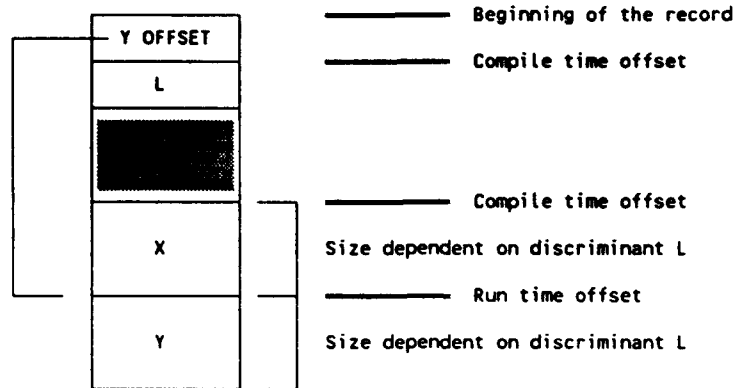 Beginning of the record
Y OFFSET
Compile time offset
L
Compile time offset
X
Size dependent on discriminant L
Run time offset
Y
Size dependent on discriminant L